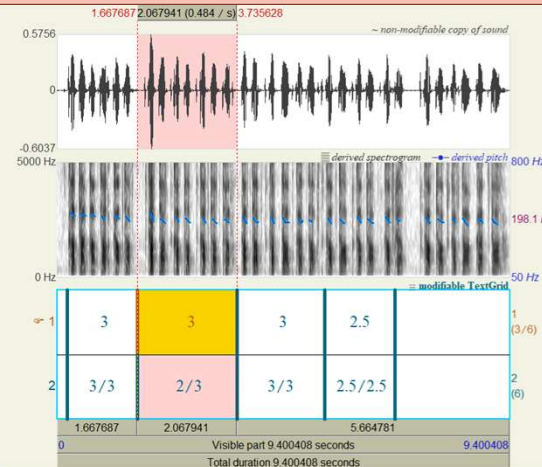 1.667687 2.067941 (0.484 / s) 3.735628
0.5756 ~ non-modifiable copy of sound
0
-0.6037
5000 Hz derived spectrogram derived pitch 800 Hz
198.1
0 Hz 50 Hz
modifiable TextGrid
1 3 3 3 2.5 1
(3/6)
2 3/3 2/3 3/3 2.5/2.5 2
(6)
1.667687 2.067941 5.664781
0 Visible part 9.400408 seconds 9.400408
Total duration 9.400408 seconds